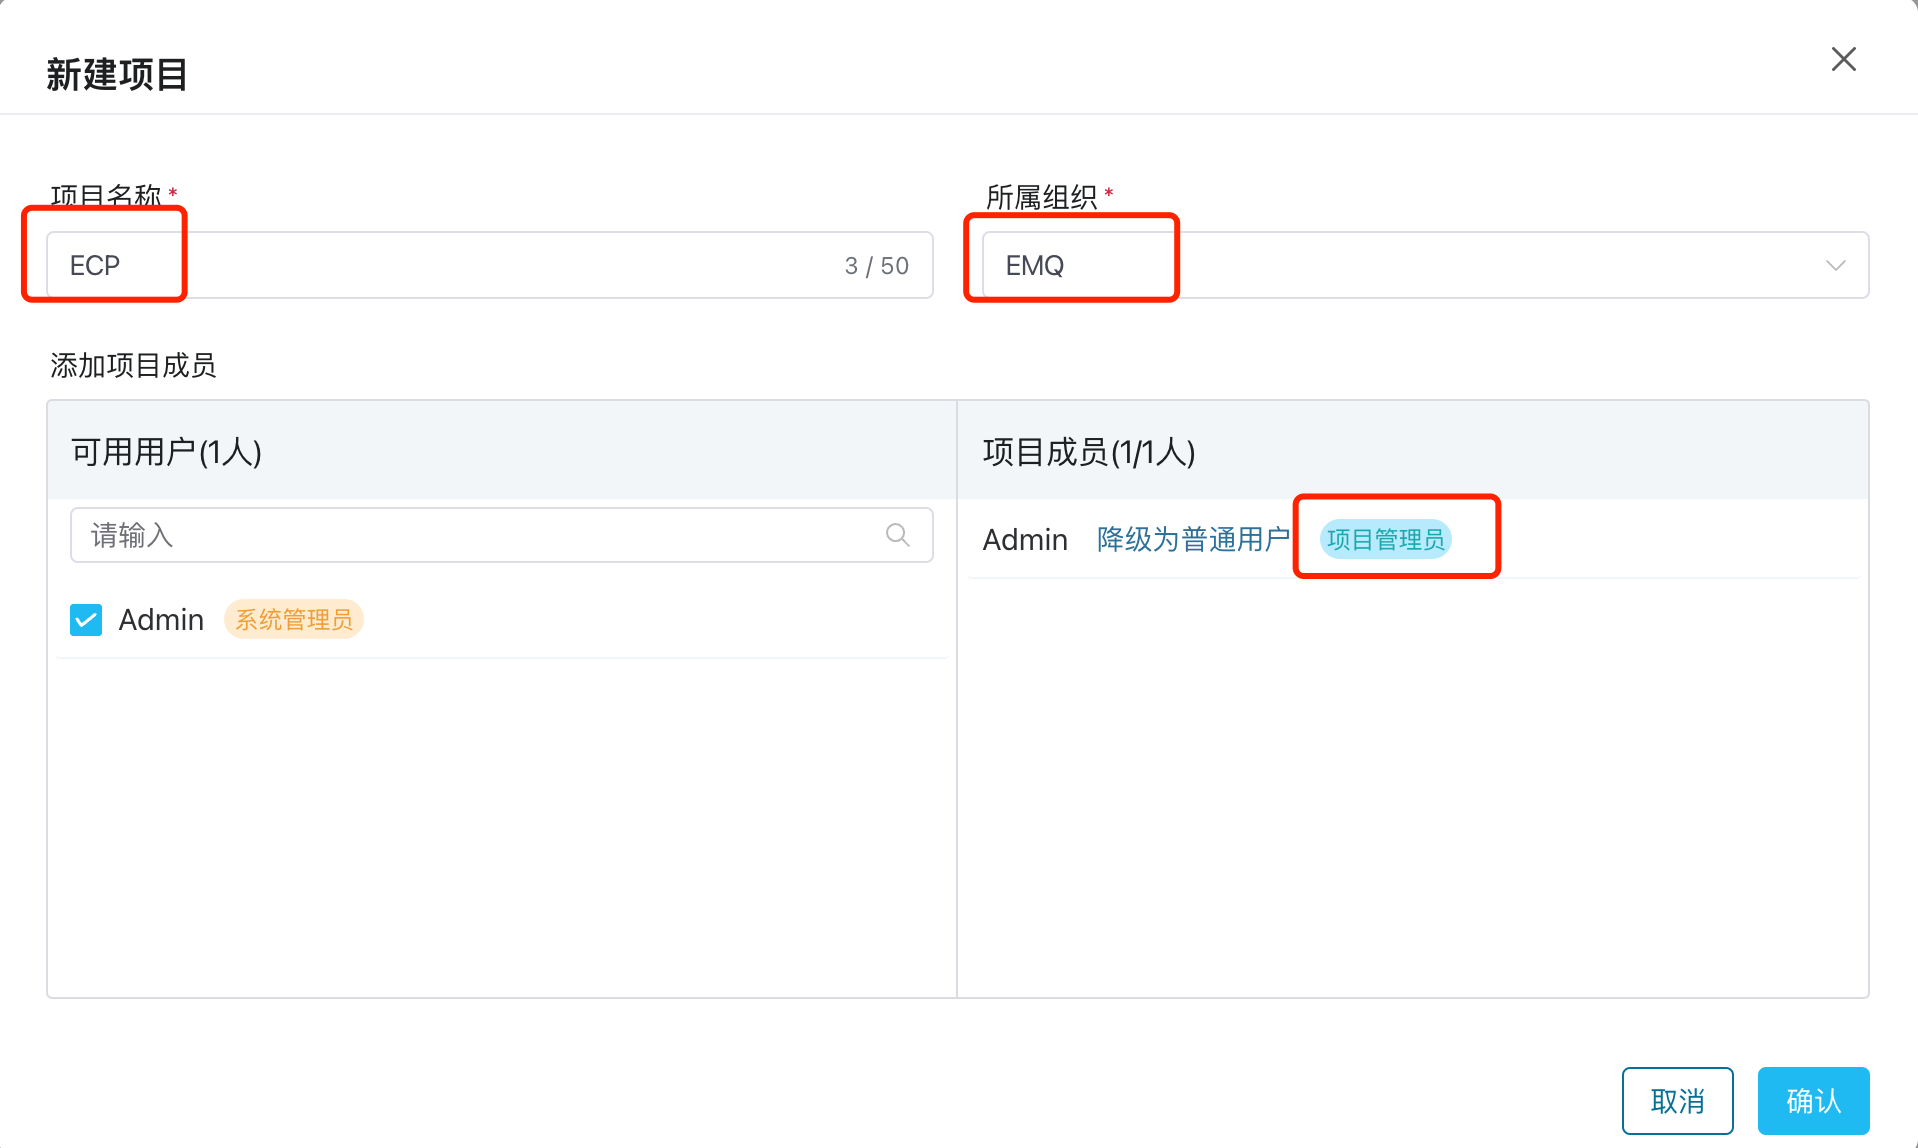 新建项目
项目名称 *
所属组织 *
ECP
3 / 50
EMQ
添加项目成员
可用用户(1人)
项目成员(1/1人)
请输入
Admin 降级为普通用户 项目管理员
Admin 系统管理员
取消
确认